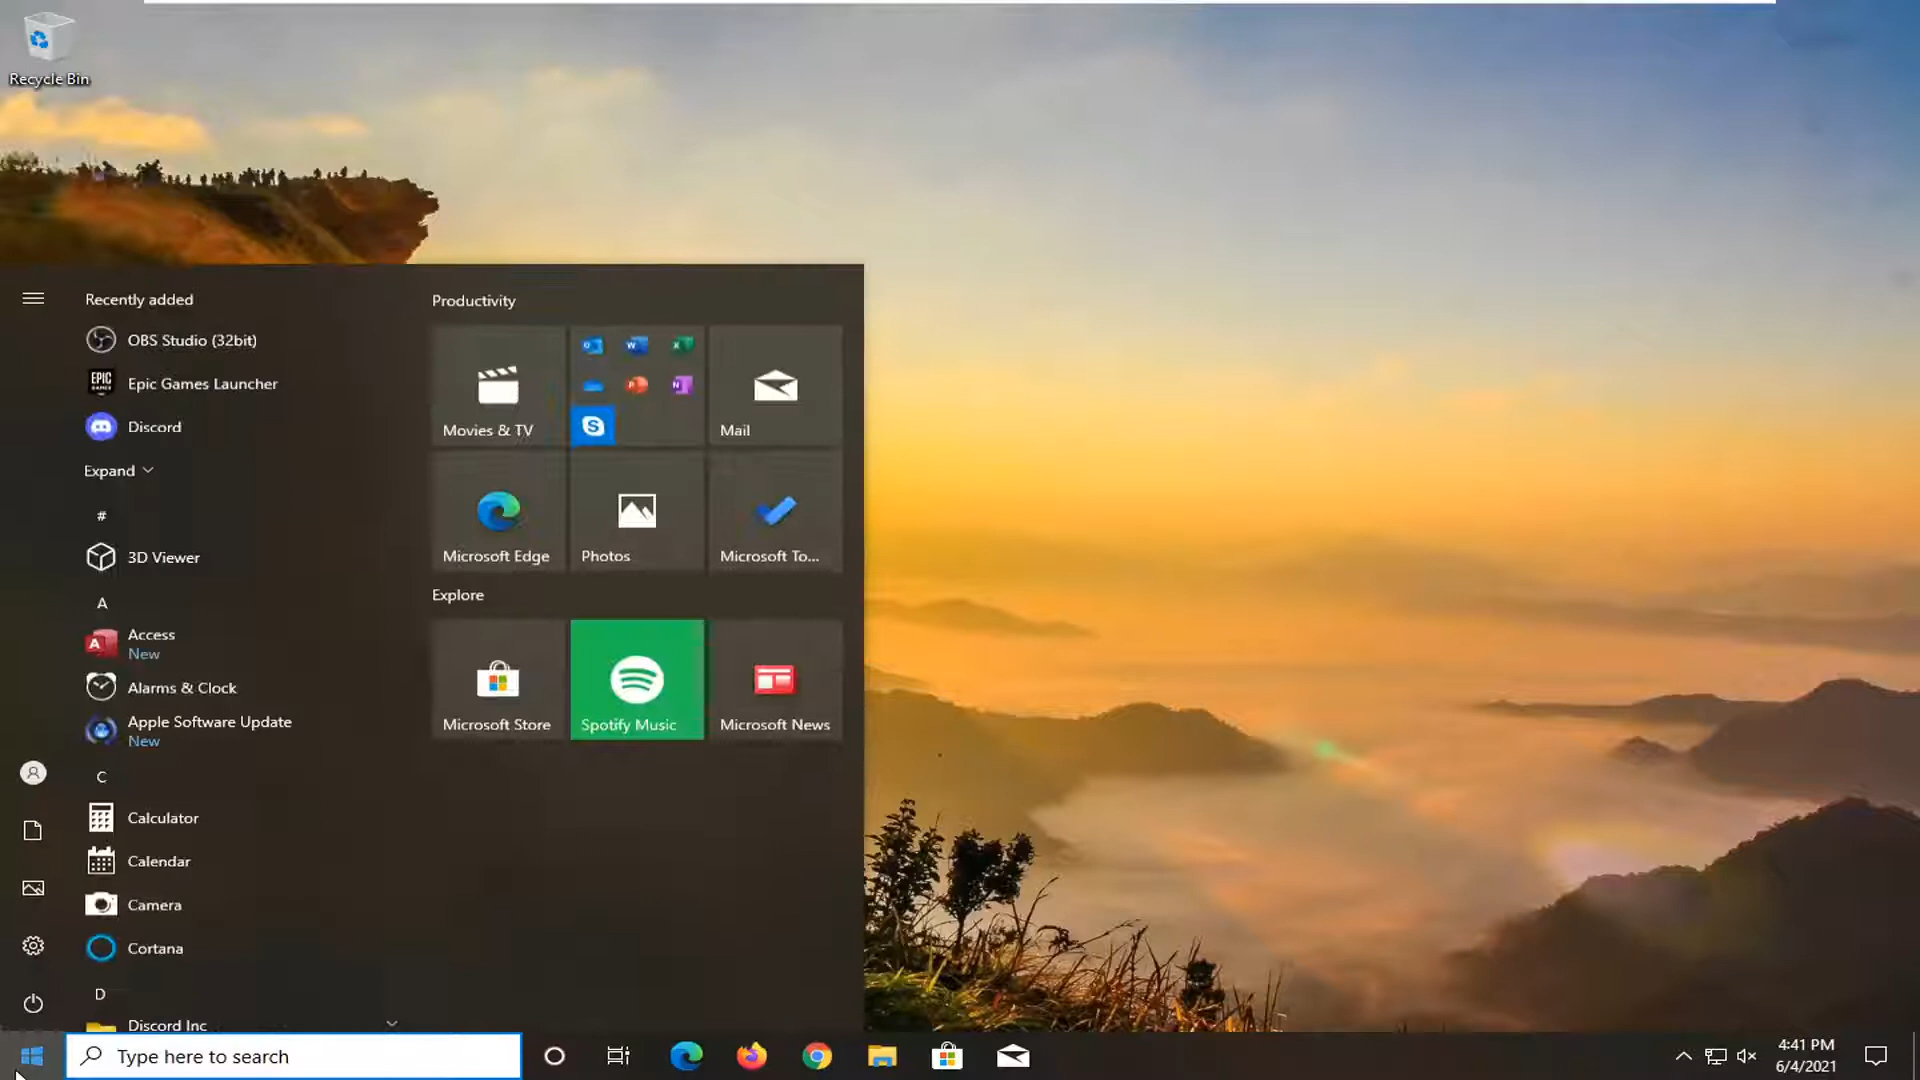 Recycle Bin
Recently added
OBS Studio (32bit)
Epic Games Launcher
Discord
Expand
#
3D Viewer
A
Access
New
Alarms & Clock
Apple Software Update
New
C
Calculator
Calendar
Camera
Cortana
D
Discord Inc
Productivity
Movies & TV
Mail
Microsoft Edge
Photos
Microsoft To...
Explore
Microsoft Store
Spotify Music
Microsoft News
Type here to search
4:41 PM
6/4/2021